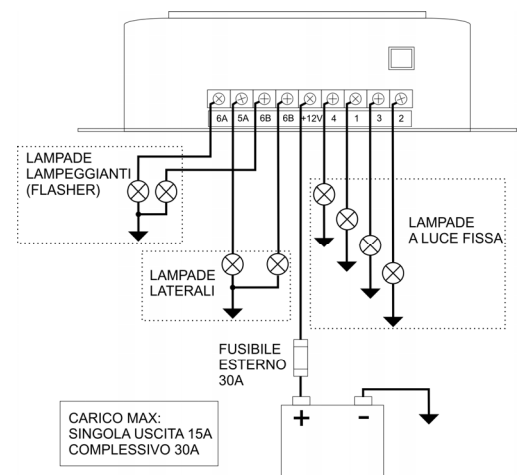 6A 5A 6B 6B +12V 4 1 3 2
LAMPADE
LAMPEGGIANTI
(FLASHER)
LAMPADE
A LUCE FISSA
LAMPADE
LATERALI
FUSIBILE
ESTERNO
30A
+ -
CARICO MAX:
SINGOLA USCITA 15A
COMPLESSIVO 30A